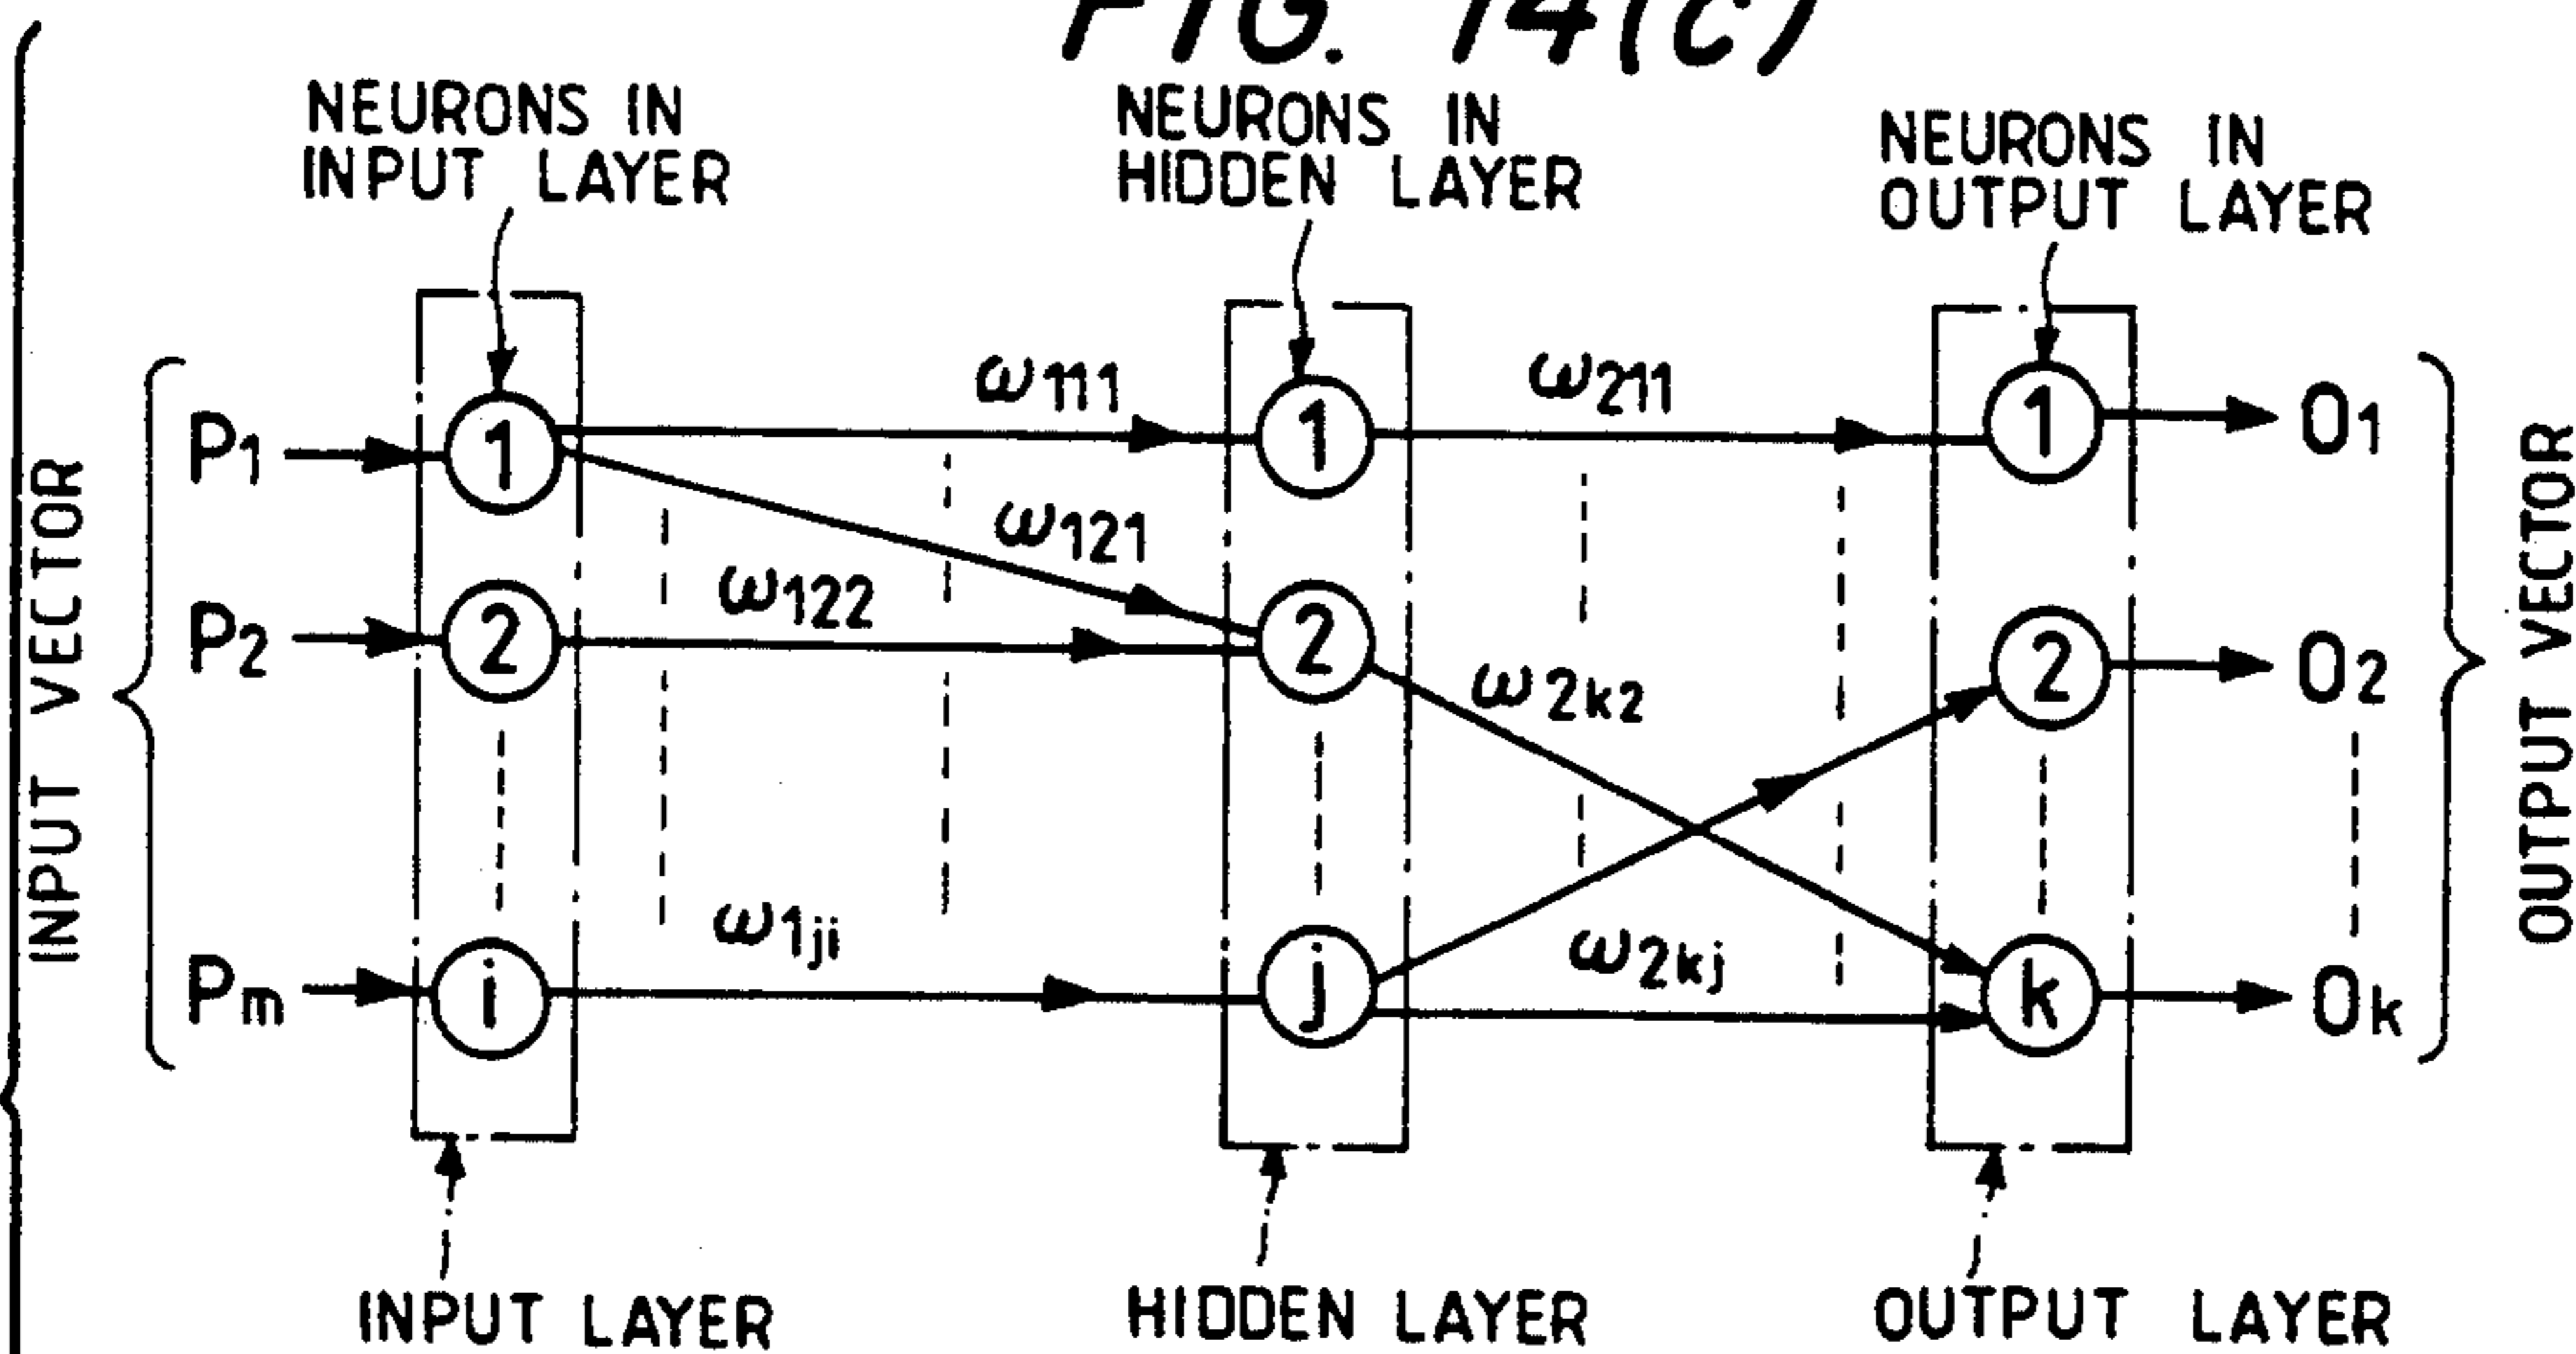 FIG. 14(c)
NEURONS IN
INPUT LAYER
NEURONS IN
HIDDEN LAYER
NEURONS IN
OUTPUT LAYER
INPUT VECTOR
P1
P2
Pm
1
2
i
ω111
ω121
ω122
ω1ji
1
2
j
ω211
ω2k2
ω2kj
1
2
k
O1
O2
Ok
OUTPUT VECTOR
INPUT LAYER
HIDDEN LAYER
OUTPUT LAYER